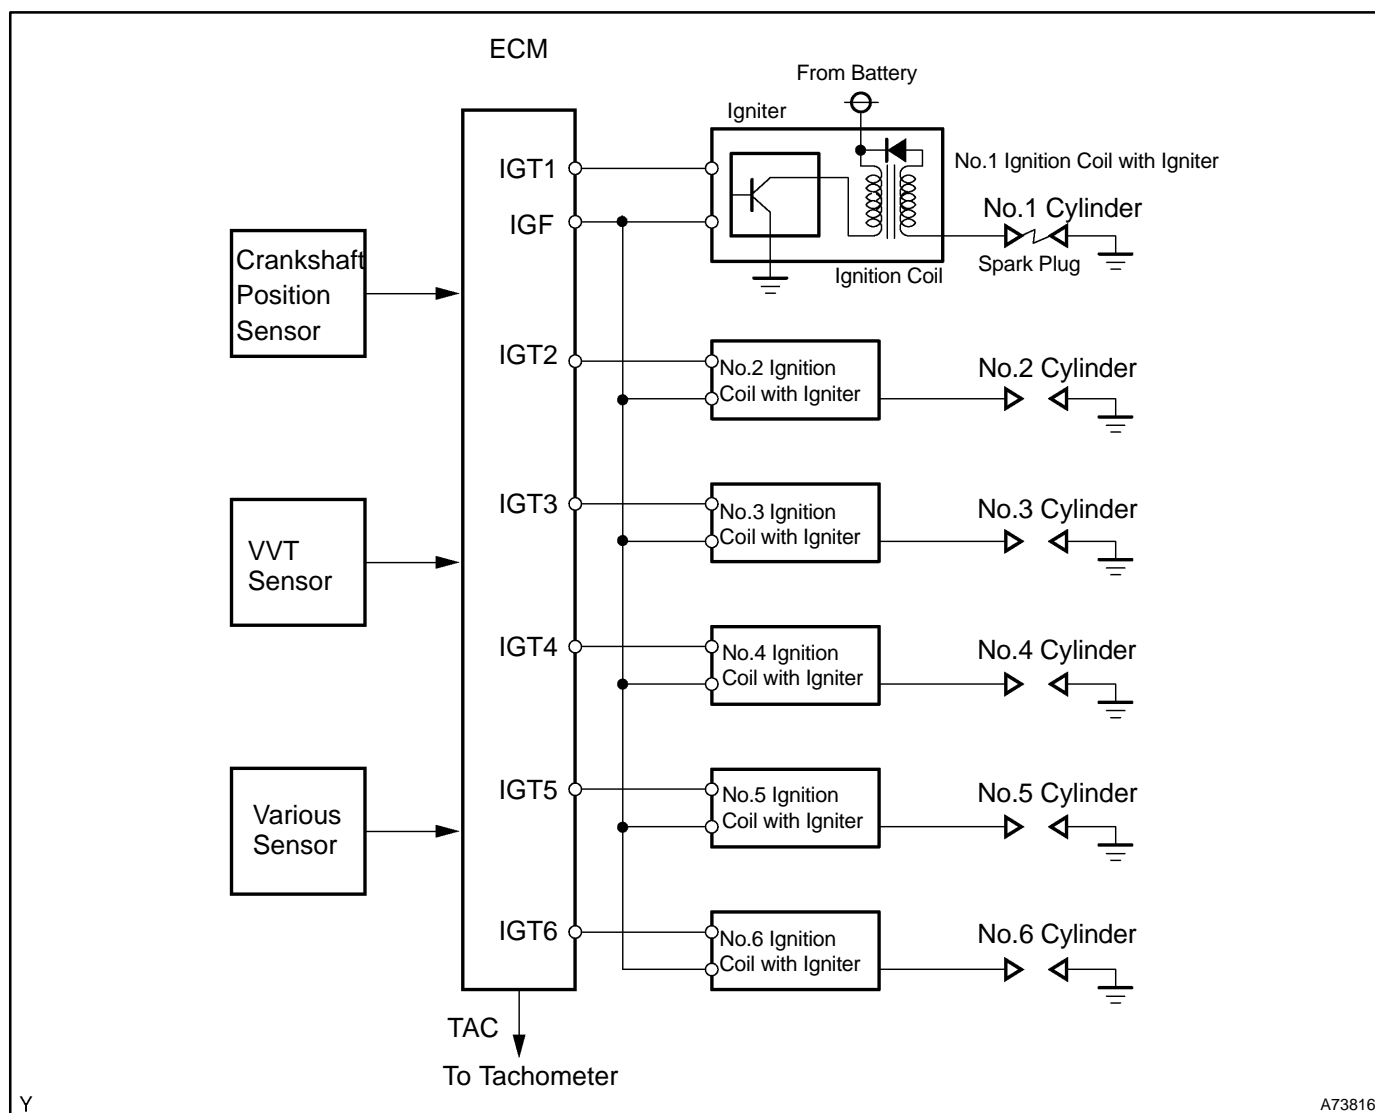 ECM
From Battery
Igniter
IGT1
No.1 Ignition Coil with Igniter
No.1 Cylinder
IGF
Crankshaft
Position
Sensor
Spark Plug
Ignition Coil
IGT2
No.2 Ignition
Coil with Igniter
No.2 Cylinder
IGT3
No.3 Ignition
Coil with Igniter
No.3 Cylinder
VVT
Sensor
IGT4
No.4 Ignition
Coil with Igniter
No.4 Cylinder
IGT5
No.5 Ignition
Coil with Igniter
No.5 Cylinder
Various
Sensor
IGT6
No.6 Ignition
Coil with Igniter
No.6 Cylinder
TAC
To Tachometer
Y
A73816